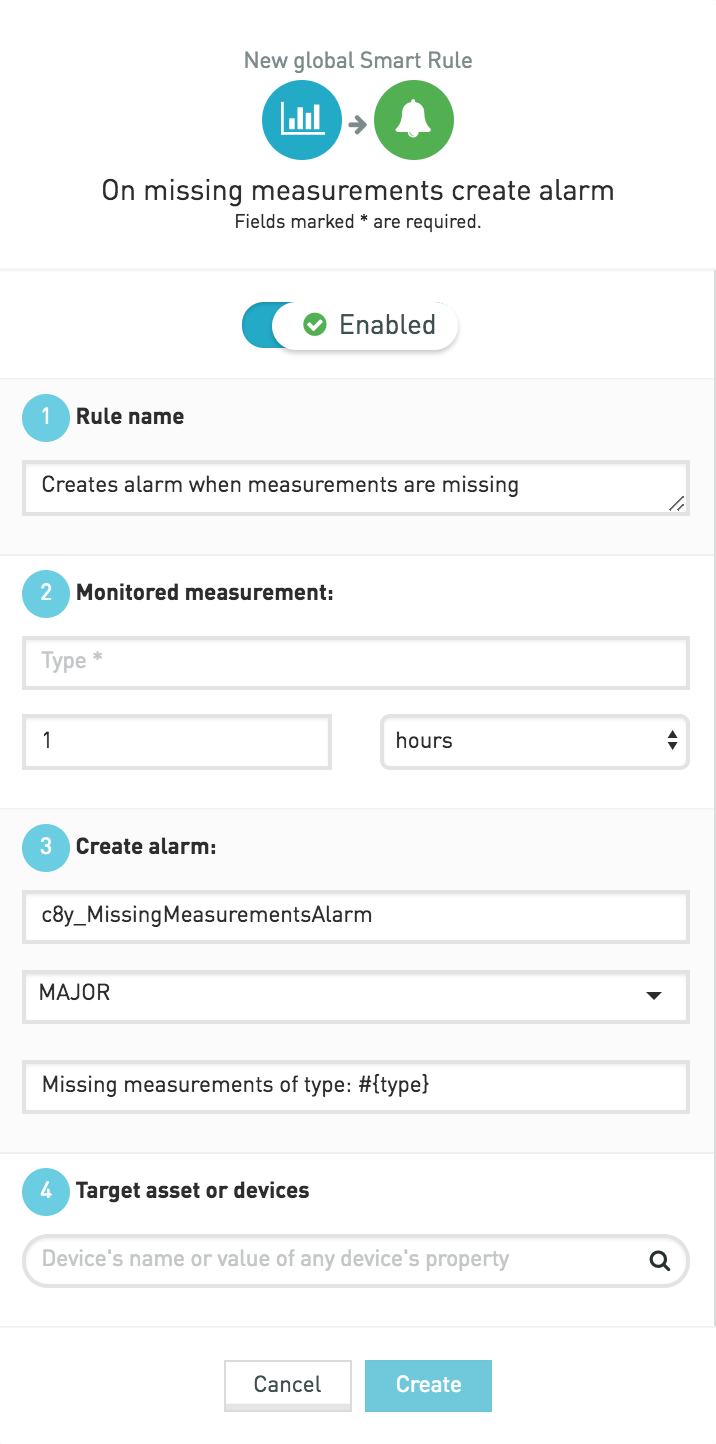 New global Smart Rule
On missing measurements create alarm
Fields marked * are required.
Enabled
1 Rule name
Creates alarm when measurements are missing
2 Monitored measurement:
Type *
1 hours
3 Create alarm:
c8y_MissingMeasurementsAlarm
MAJOR
Missing measurements of type: #{type}
4 Target asset or devices
Device's name or value of any device's property
Cancel Create